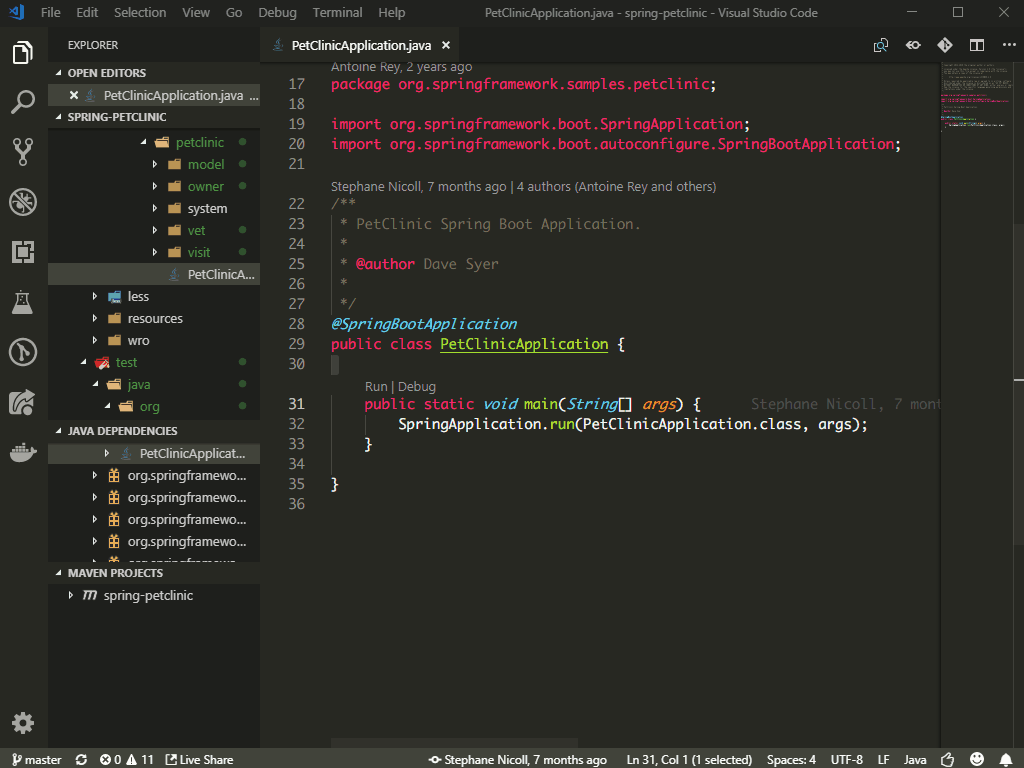 File Edit Selection View Go Debug Terminal Help PetClinicApplication.java - spring-petclinic - Visual Studio Code
EXPLORER
OPEN EDITORS
PetClinicApplication.java ...
SPRING-PETCLINIC
petclinic
model
owner
system
vet
visit
PetClinicA...
less
resources
wro
test
java
org
JAVA DEPENDENCIES
PetClinicApplicat...
org.springframewo...
org.springframewo...
org.springframewo...
org.springframewo...
MAVEN PROJECTS
spring-petclinic
PetClinicApplication.java
Antoine Rey, 2 years ago
17 package org.springframework.samples.petclinic;
18
19 import org.springframework.boot.SpringApplication;
20 import org.springframework.boot.autoconfigure.SpringBootApplication;
21
Stephane Nicoll, 7 months ago | 4 authors (Antoine Rey and others)
22 /**
23 * PetClinic Spring Boot Application.
24 *
25 * @author Dave Syer
26 *
27 */
28 @SpringBootApplication
29 public class PetClinicApplication {
30
Run | Debug
31 public static void main(String[] args) { Stephane Nicoll, 7 mont
32 SpringApplication.run(PetClinicApplication.class, args);
33 }
34
35 }
36
master 0 11 Live Share Stephane Nicoll, 7 months ago Ln 31, Col 1 (1 selected) Spaces: 4 UTF-8 LF Java